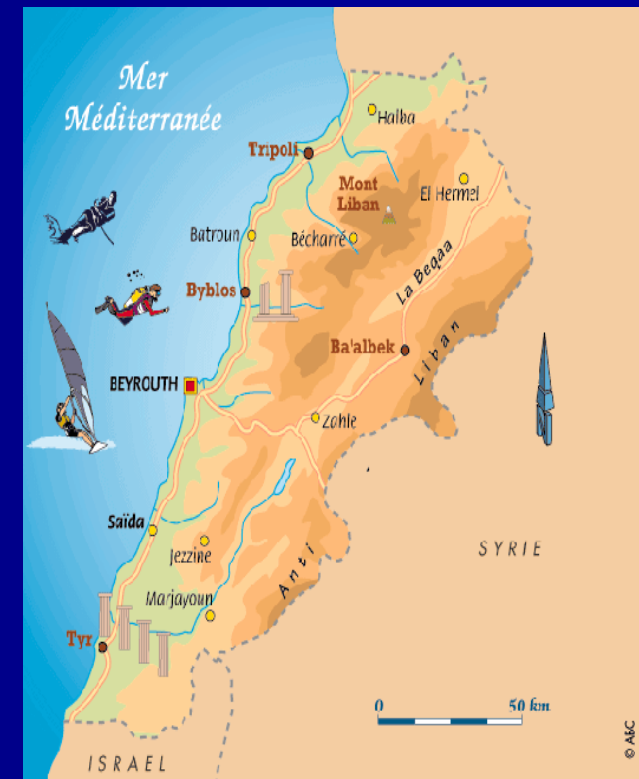 Mer
Méditerranée
Halba
Tripoli
Mont
Liban
El Hermel
Batroun
Bécharré
La Beqaa
Byblos
Ba'albek
BEYROUTH
Zahle
Anti Liban
Saïda
Jezzine
SYRIE
Marjayoun
Tyr
0 50 km
ISRAEL
© ABC